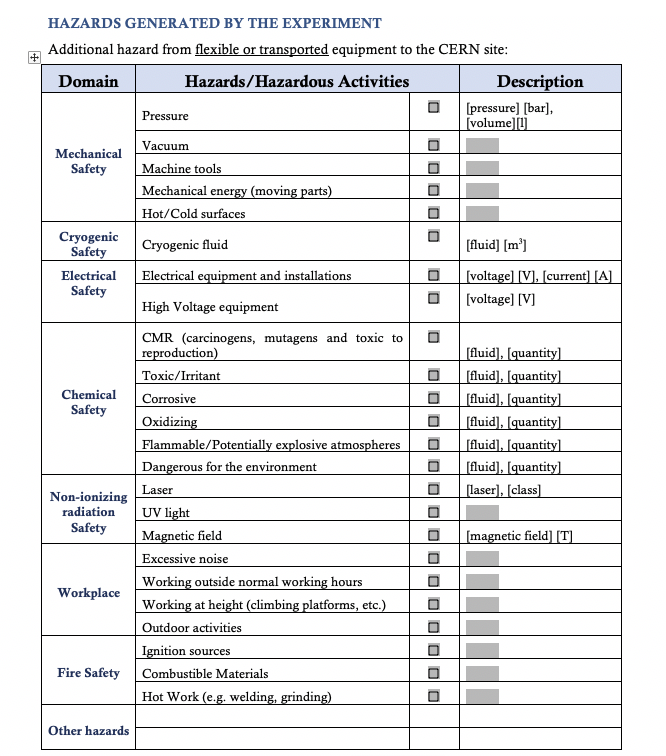 HAZARDS GENERATED BY THE EXPERIMENT
Additional hazard from flexible or transported equipment to the CERN site:
Domain Hazards/Hazardous Activities Description
Mechanical Safety
Pressure [pressure] [bar], [volume][l]
Vacuum
Machine tools
Mechanical energy (moving parts)
Hot/Cold surfaces
Cryogenic Safety
Cryogenic fluid [fluid] [m³]
Electrical Safety
Electrical equipment and installations [voltage] [V], [current] [A]
High Voltage equipment [voltage] [V]
Chemical Safety
CMR (carcinogens, mutagens and toxic to reproduction) [fluid], [quantity]
Toxic/Irritant [fluid], [quantity]
Corrosive [fluid], [quantity]
Oxidizing [fluid], [quantity]
Flammable/Potentially explosive atmospheres [fluid], [quantity]
Dangerous for the environment [fluid], [quantity]
Non-ionizing radiation Safety
Laser [laser], [class]
UV light
Magnetic field [magnetic field] [T]
Workplace
Excessive noise
Working outside normal working hours
Working at height (climbing platforms, etc.)
Outdoor activities
Fire Safety
Ignition sources
Combustible Materials
Hot Work (e.g. welding, grinding)
Other hazards